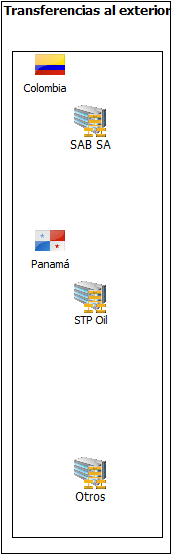 Transferencias al exterior
Colombia
SAB SA
Panamá
STP Oil
Otros